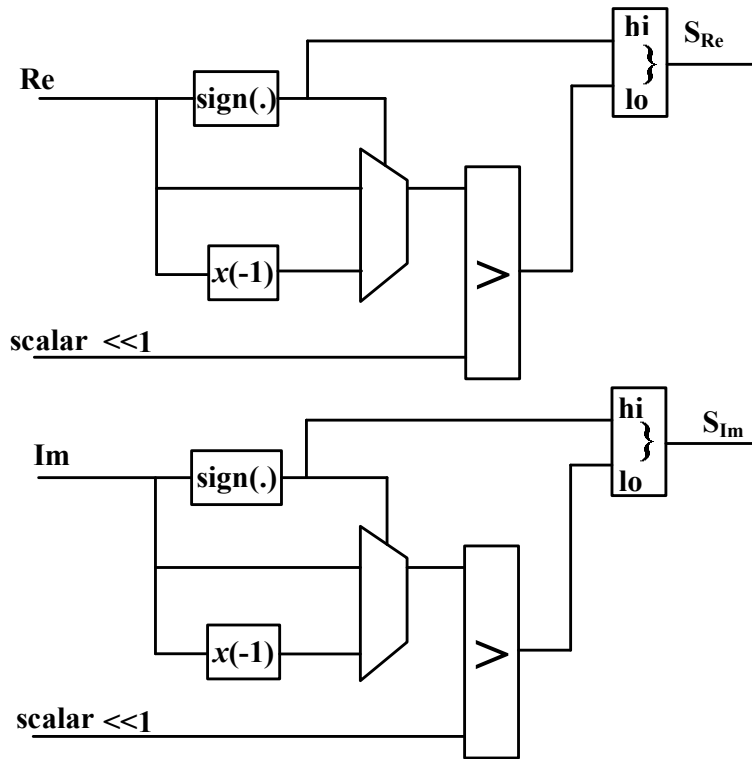 hi
S_Re
}
Re
sign(.)
lo
x(-1)
>
scalar <<1
hi
S_Im
}
Im
sign(.)
lo
x(-1)
>
scalar <<1